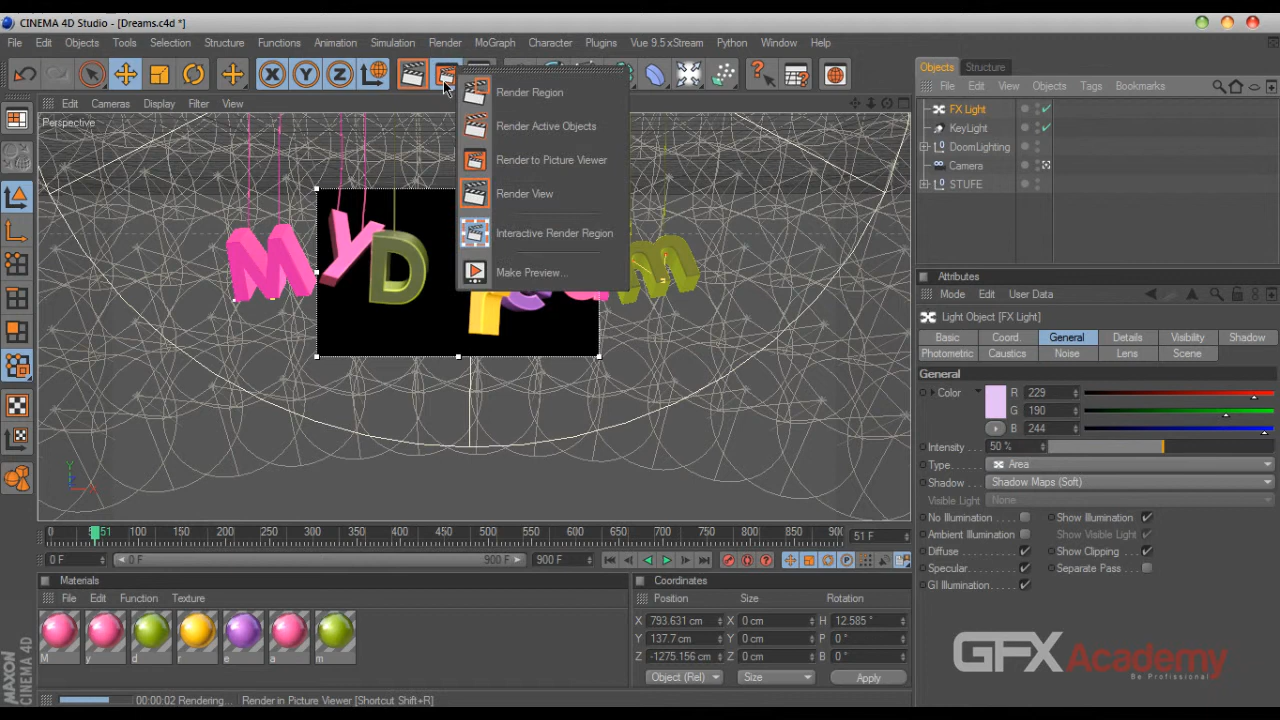 CINEMA 4D Studio - [Dreams.c4d *]
File Edit Objects Tools Selection Structure Functions Animation Simulation Render MoGraph Character Plugins Vue 9.5 xStream Python Window Help
X Y Z
Edit Cameras Display Filter View
Perspective
Render Region
Render Active Objects
Render to Picture Viewer
Render View
Interactive Render Region
Make Preview...
M Y D
Y
X
0 51 100 150 200 250 300 350 400 450 500 550 600 650 700 750 800 850 900
51 F
0 F
0 F
900 F
900 F
Materials
File Edit Function Texture
M y d r e a m
Coordinates
Position Size Rotation
X 793.631 cm X 0 cm H 12.585 °
Y 137.7 cm Y 0 cm P 0 °
Z -1275.156 cm Z 0 cm B 0 °
Object (Rel) Size Apply
MAXON
CINEMA 4D
00:00:02 Rendering... Render in Picture Viewer [Shortcut Shift+R]
Objects Structure
File Edit View Objects Tags Bookmarks
FX Light
KeyLight
DoomLighting
Camera
STUFE
Attributes
Mode Edit User Data
Light Object [FX Light]
Basic Coord. General Details Visibility Shadow
Photometric Caustics Noise Lens Scene
General
Color R 229
G 190
B 244
Intensity 50 %
Type Area
Shadow Shadow Maps (Soft)
Visible Light None
No Illumination Show Illumination
Ambient Illumination Show Visible Light
Diffuse Show Clipping
Specular Separate Pass
GI Illumination
GFX Academy
Be Professional